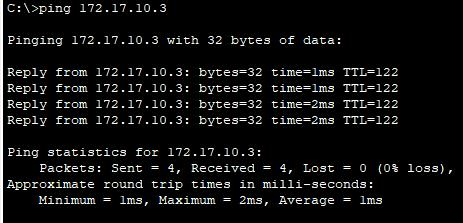 C:\>ping 172.17.10.3
Pinging 172.17.10.3 with 32 bytes of data:
Reply from 172.17.10.3: bytes=32 time=1ms TTL=122
Reply from 172.17.10.3: bytes=32 time=1ms TTL=122
Reply from 172.17.10.3: bytes=32 time=2ms TTL=122
Reply from 172.17.10.3: bytes=32 time=2ms TTL=122
Ping statistics for 172.17.10.3:
Packets: Sent = 4, Received = 4, Lost = 0 (0% loss),
Approximate round trip times in milli-seconds:
Minimum = 1ms, Maximum = 2ms, Average = 1ms